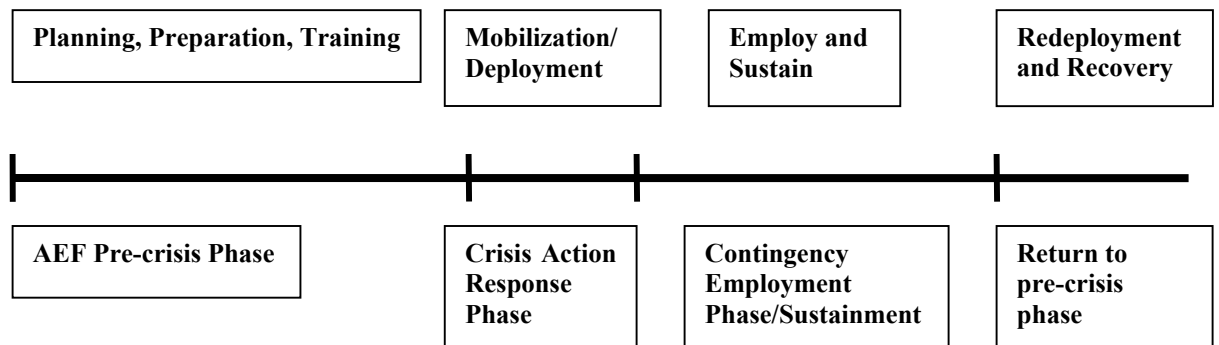 Planning, Preparation, Training
Mobilization/
Deployment
Employ and
Sustain
Redeployment
and Recovery
AEF Pre-crisis Phase
Crisis Action
Response
Phase
Contingency
Employment
Phase/Sustainment
Return to
pre-crisis
phase